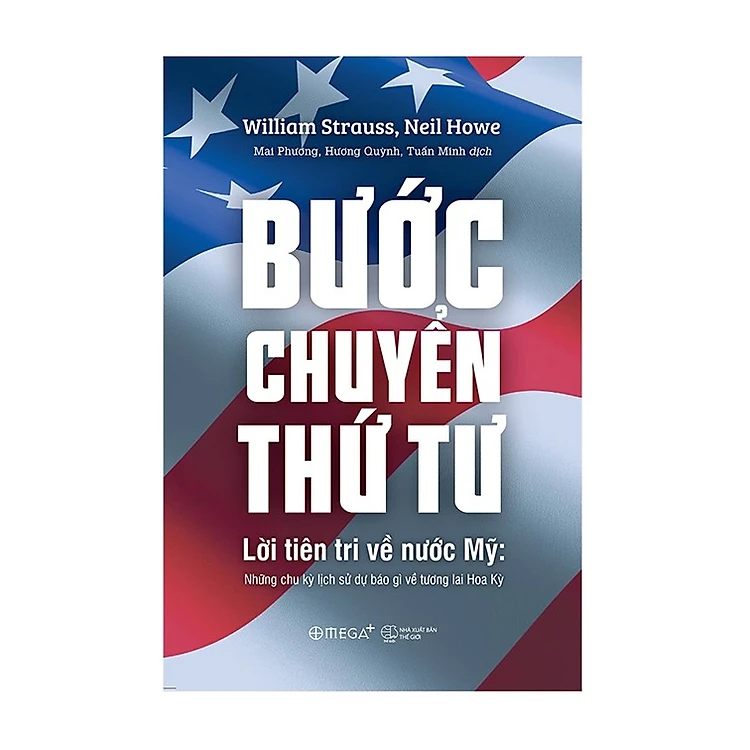 William Strauss, Neil Howe
Mai Phương, Hương Quỳnh, Tuấn Minh dịch
BƯỚC
CHUYỂN
THỨ TƯ
Lời tiên tri về nước Mỹ:
Những chu kỳ lịch sử dự báo gì về tương lai Hoa Kỳ
OMEGA+
NHÀ XUẤT BẢN
THẾ GIỚI